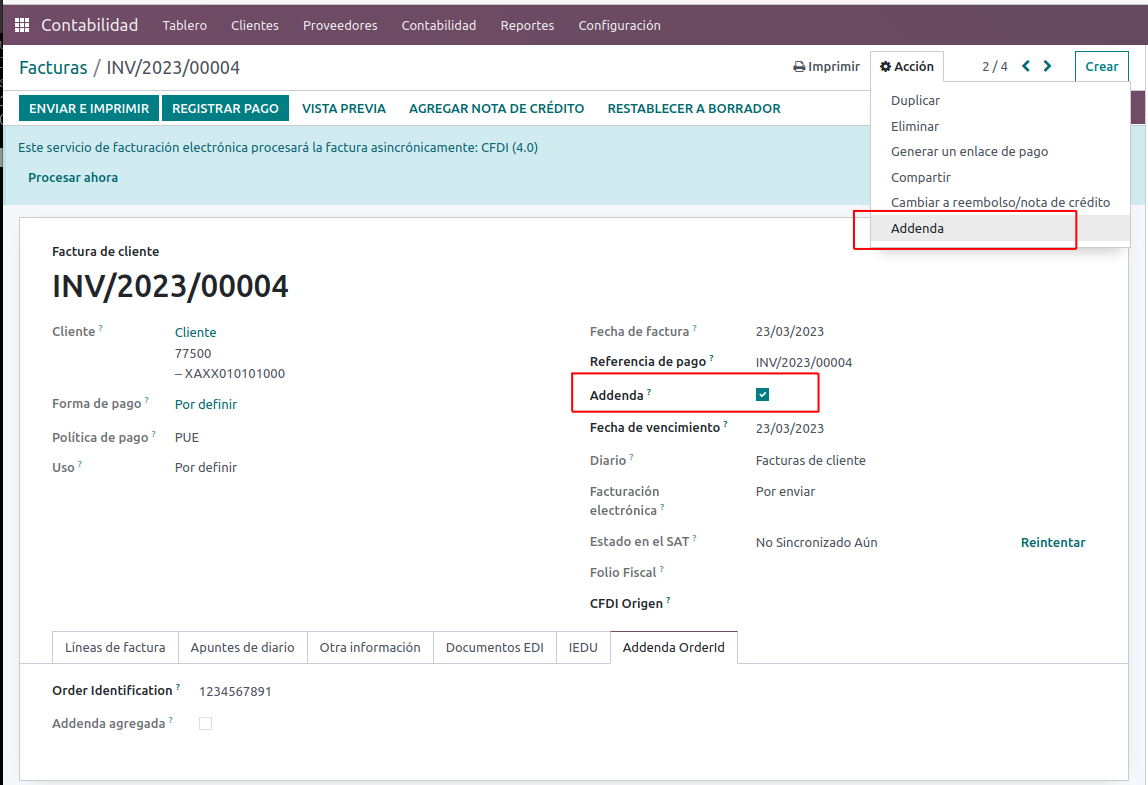 Contabilidad Tablero Clientes Proveedores Contabilidad Reportes Configuración
Facturas / INV/2023/00004
Imprimir Acción 2 / 4 Crear
ENVIAR E IMPRIMIR REGISTRAR PAGO VISTA PREVIA AGREGAR NOTA DE CRÉDITO RESTABLECER A BORRADOR
Duplicar
Eliminar
Generar un enlace de pago
Compartir
Cambiar a reembolso/nota de crédito
Addenda
Este servicio de facturación electrónica procesará la factura asincrónicamente: CFDI (4.0)
Procesar ahora
Factura de cliente
INV/2023/00004
Cliente ? Cliente
77500
– XAXX010101000
Forma de pago ? Por definir
Política de pago ? PUE
Uso ? Por definir
Fecha de factura ? 23/03/2023
Referencia de pago ? INV/2023/00004
Addenda ?
Fecha de vencimiento ? 23/03/2023
Diario ? Facturas de cliente
Facturación
electrónica ? Por enviar
Estado en el SAT ? No Sincronizado Aún Reintentar
Folio Fiscal ?
CFDI Origen ?
Líneas de factura Apuntes de diario Otra información Documentos EDI IEDU Addenda OrderId
Order Identification ? 1234567891
Addenda agregada ?